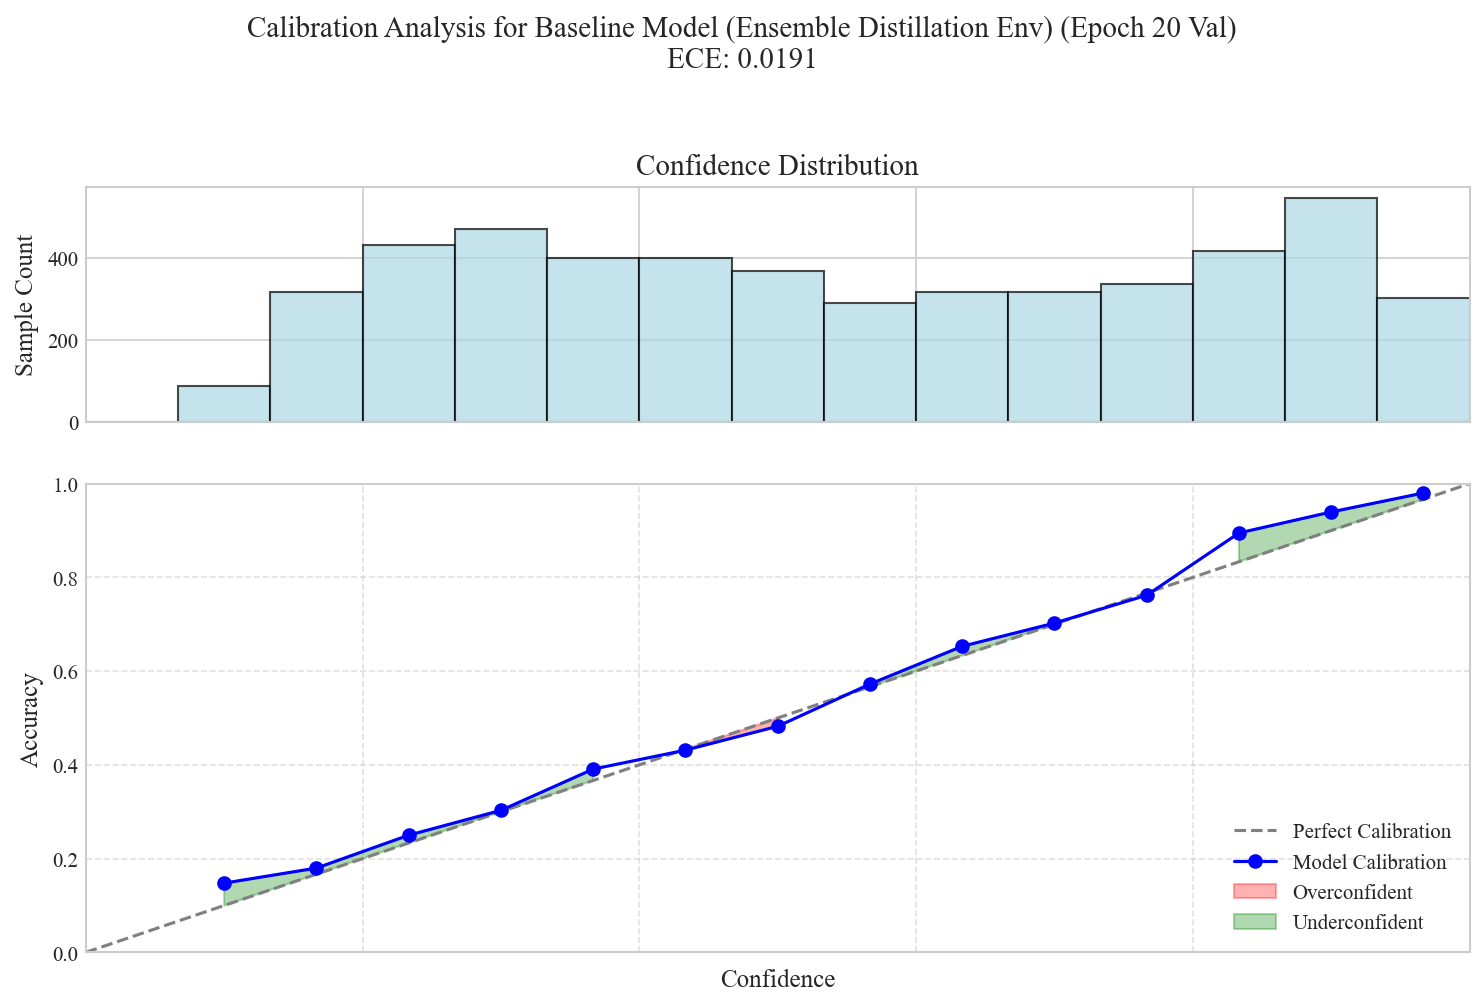 Calibration Analysis for Baseline Model (Ensemble Distillation Env) (Epoch 20 Val)
ECE: 0.0191
Confidence Distribution
Sample Count
400
200
0
Accuracy
1.0
0.8
0.6
0.4
0.2
0.0
Perfect Calibration
Model Calibration
Overconfident
Underconfident
Confidence